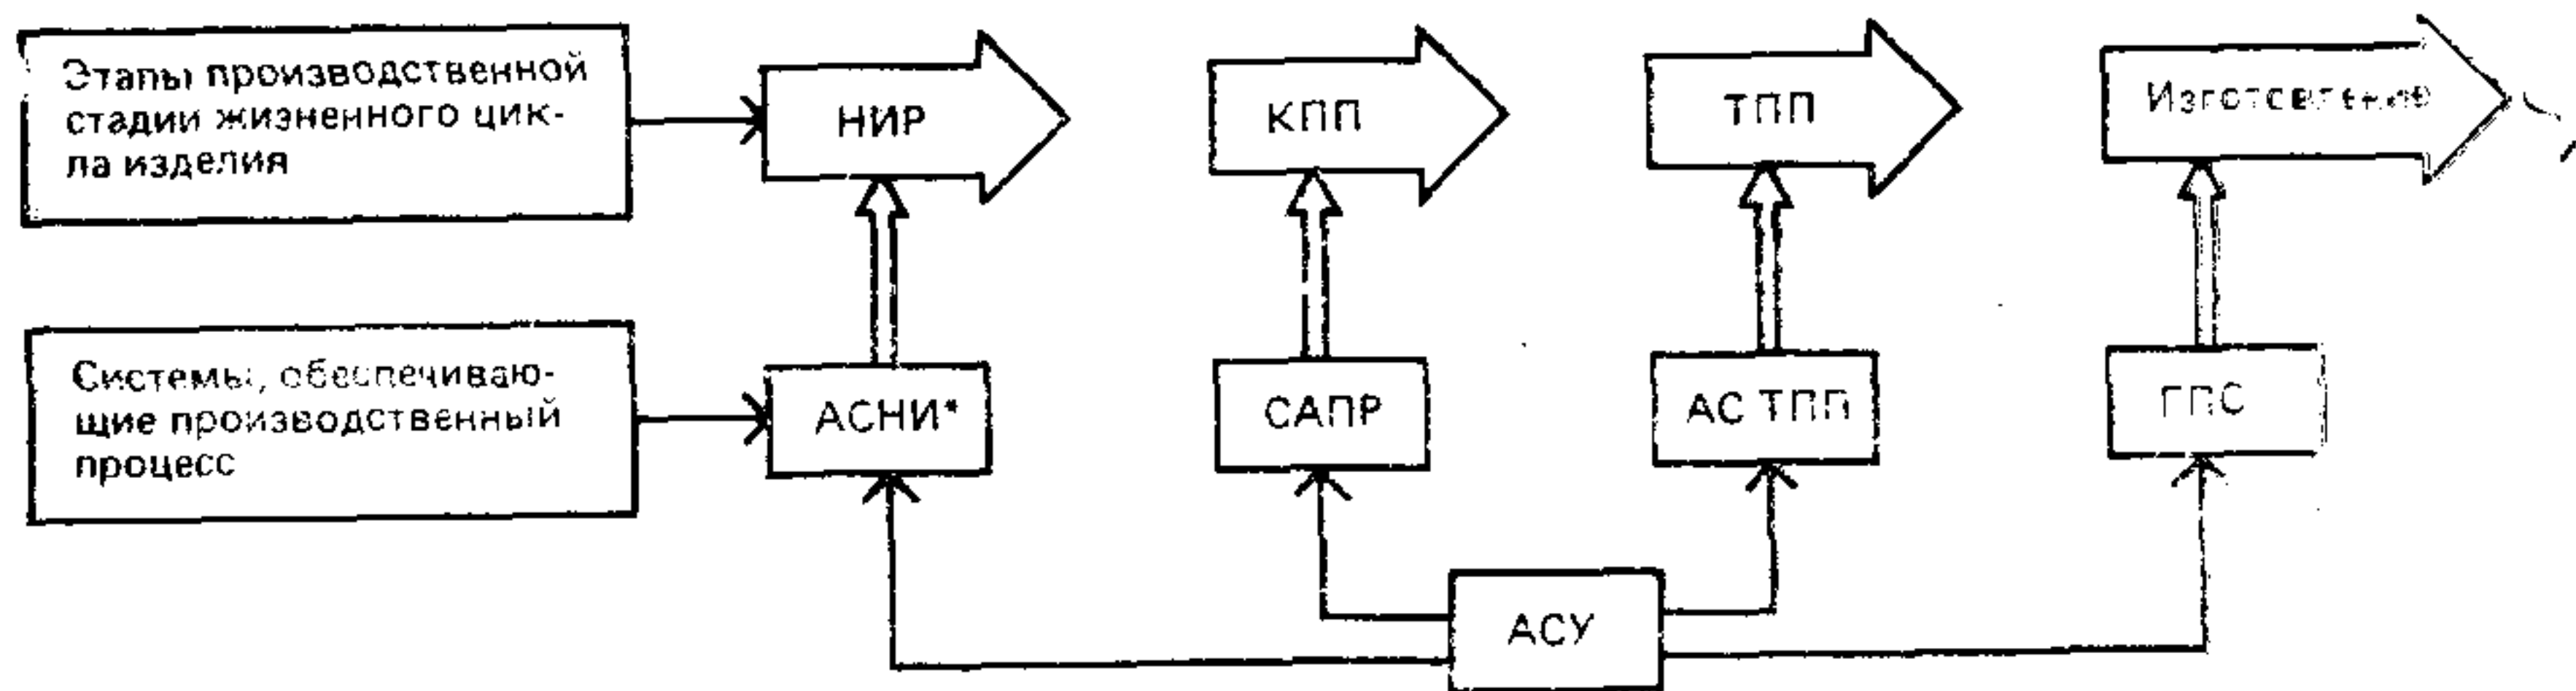 Этапы производственной
стадии жизненного цик-
ла изделия
НИР
КПП
ТПП
Изготовление
Системы, обеспечиваю-
щие производственный
процесс
АСНИ*
САПР
АС ТПП
ГПС
АСУ